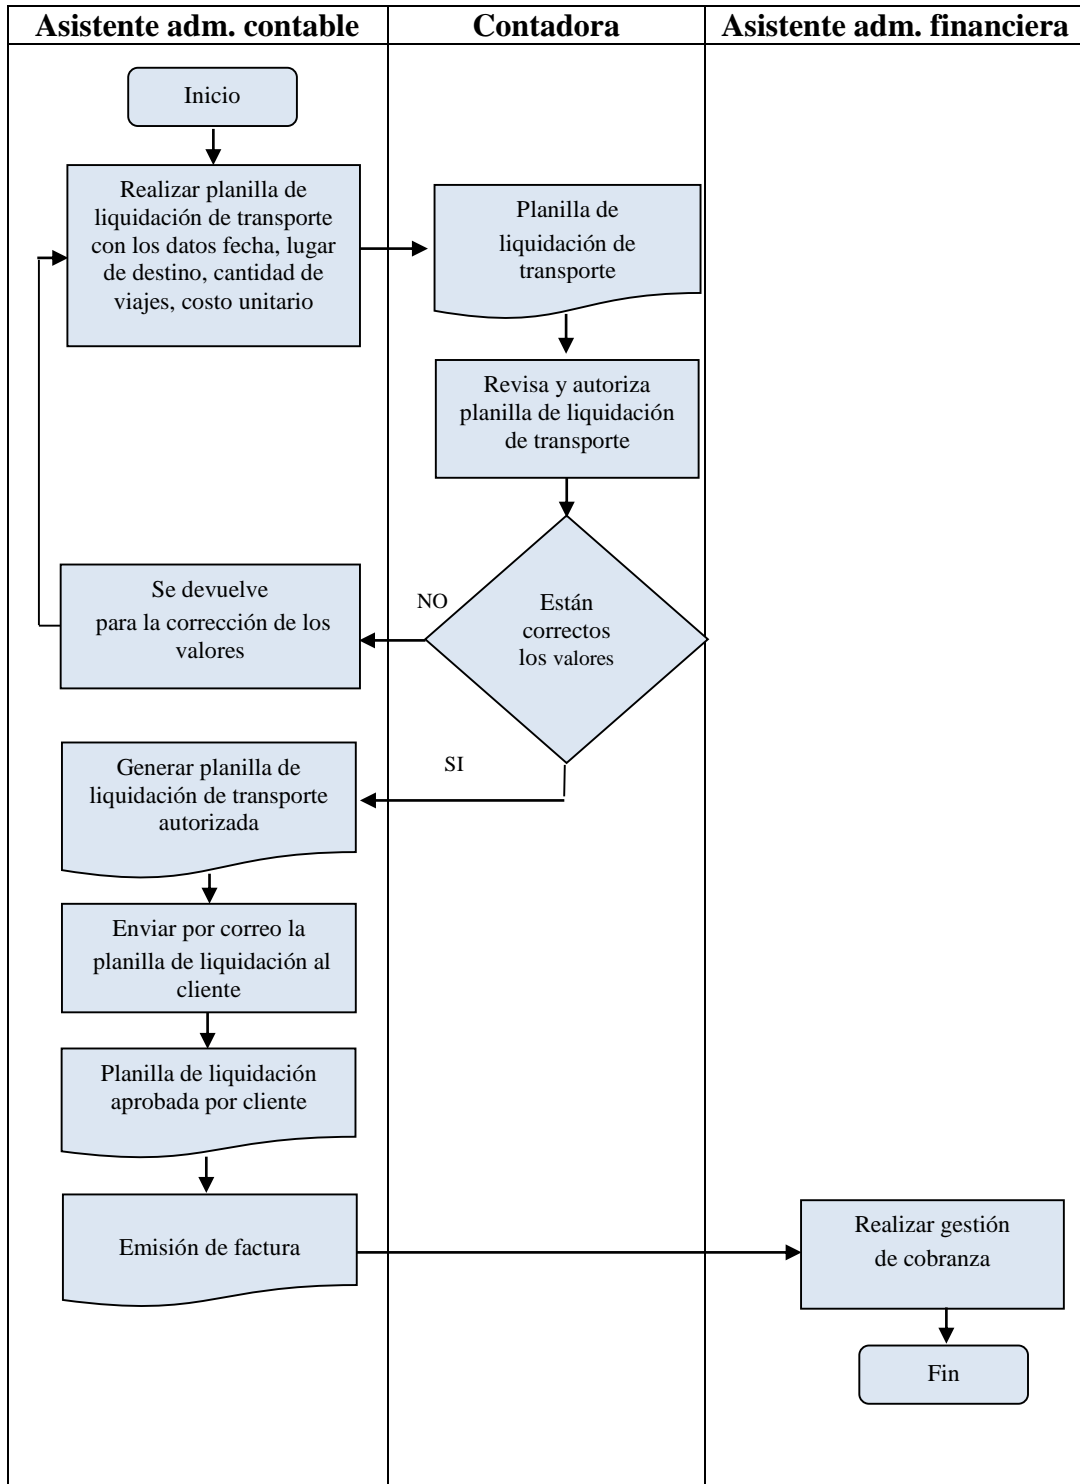 Asistente adm. contable
Contadora
Asistente adm. financiera
Inicio
Realizar planilla de
liquidación de transporte
con los datos fecha, lugar
de destino, cantidad de
viajes, costo unitario
Planilla de
liquidación de
transporte
Revisa y autoriza
planilla de liquidación
de transporte
Están
correctos
los valores
NO
Se devuelve
para la corrección de los
valores
SI
Generar planilla de
liquidación de transporte
autorizada
Enviar por correo la
planilla de liquidación al
cliente
Planilla de liquidación
aprobada por cliente
Emisión de factura
Realizar gestión
de cobranza
Fin